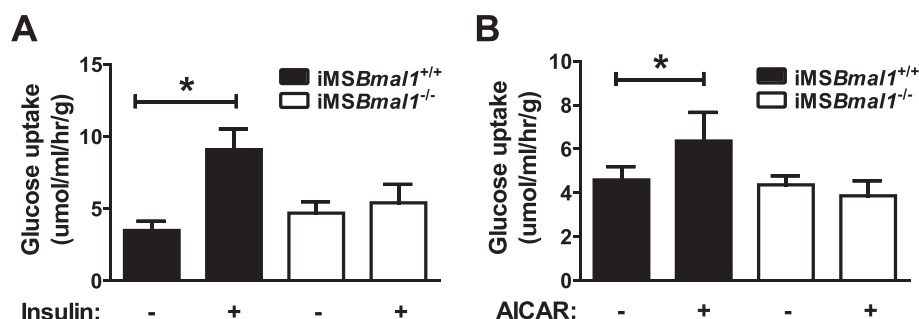 A
Glucose uptake
(umol/ml/hr/g)
15
10
5
0
*
iMSBmal1+/+
iMSBmal1-/-
Insulin: - + - +
B
Glucose uptake
(umol/ml/hr/g)
10
8
6
4
2
0
*
iMSBmal1+/+
iMSBmal1-/-
AICAR: - + - +